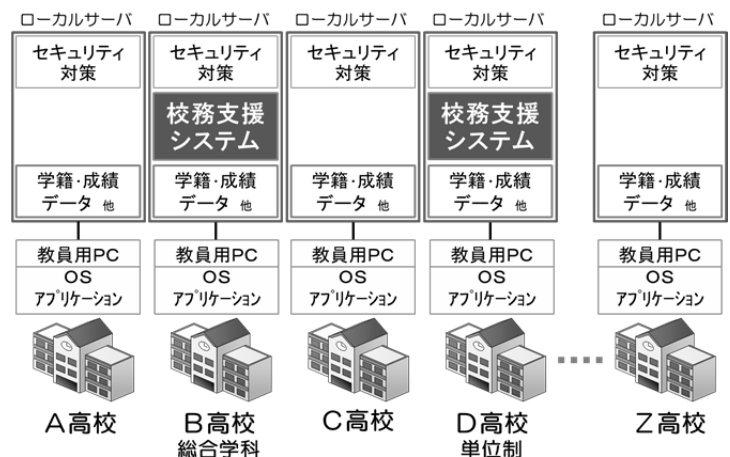 ローカルサーバ ローカルサーバ ローカルサーバ ローカルサーバ ローカルサーバ
セキュリティ セキュリティ セキュリティ セキュリティ セキュリティ
対策 対策 対策 対策 対策
校務支援 校務支援
システム システム
学籍・成績 学籍・成績 学籍・成績 学籍・成績 学籍・成績
データ 他 データ 他 データ 他 データ 他 データ 他
教員用PC 教員用PC 教員用PC 教員用PC 教員用PC
OS OS OS OS OS
アプリケーション アプリケーション アプリケーション アプリケーション アプリケーション
A高校 B高校 C高校 D高校 Z高校
総合学科 単位制